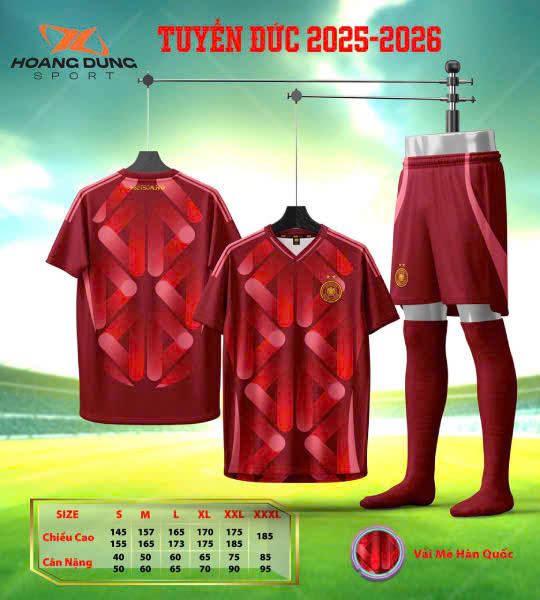 HOANG DUNG
SPORT
TUYỂN ĐỨC 2025-2026
SIZE S M L XL XXL XXXL
Chiều Cao 145 157 165 170 175 185
155 165 173 175 185
Cân Nặng 40 50 60 65 75 85
50 60 65 70 90 95
Vải Mè Hàn Quốc